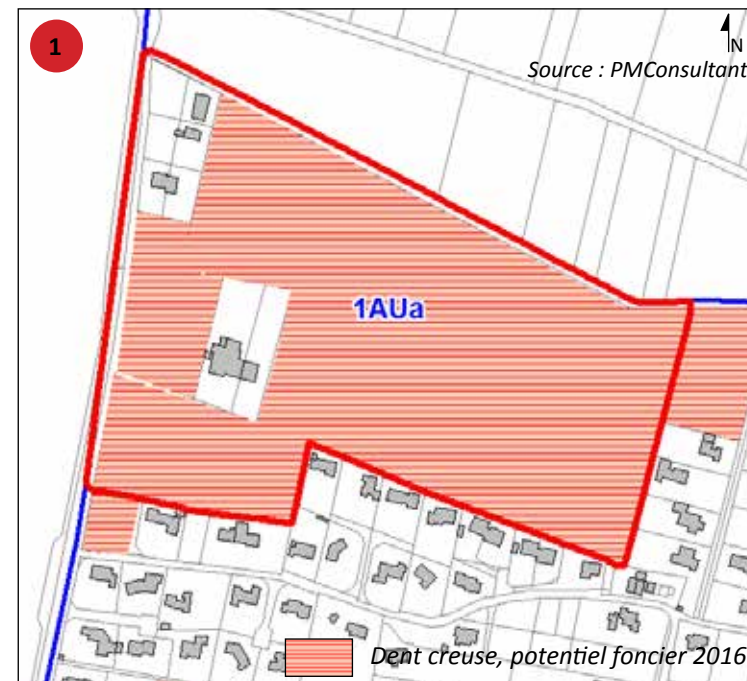 1
N
Source : PMConsultant
1AUa
Dent creuse, potentiel foncier 2016